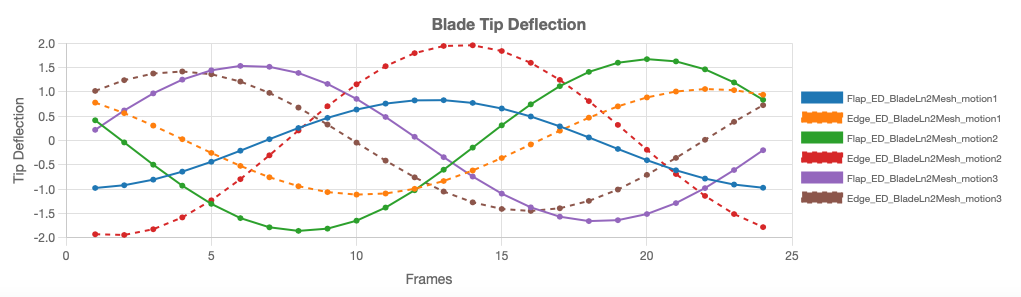 Blade Tip Deflection
Tip Deflection
2.0
1.5
1.0
0.5
0
−0.5
−1.0
−1.5
−2.0
0 5 10 15 20 25
Frames
Flap_ED_BladeLn2Mesh_motion1
Edge_ED_BladeLn2Mesh_motion1
Flap_ED_BladeLn2Mesh_motion2
Edge_ED_BladeLn2Mesh_motion2
Flap_ED_BladeLn2Mesh_motion3
Edge_ED_BladeLn2Mesh_motion3